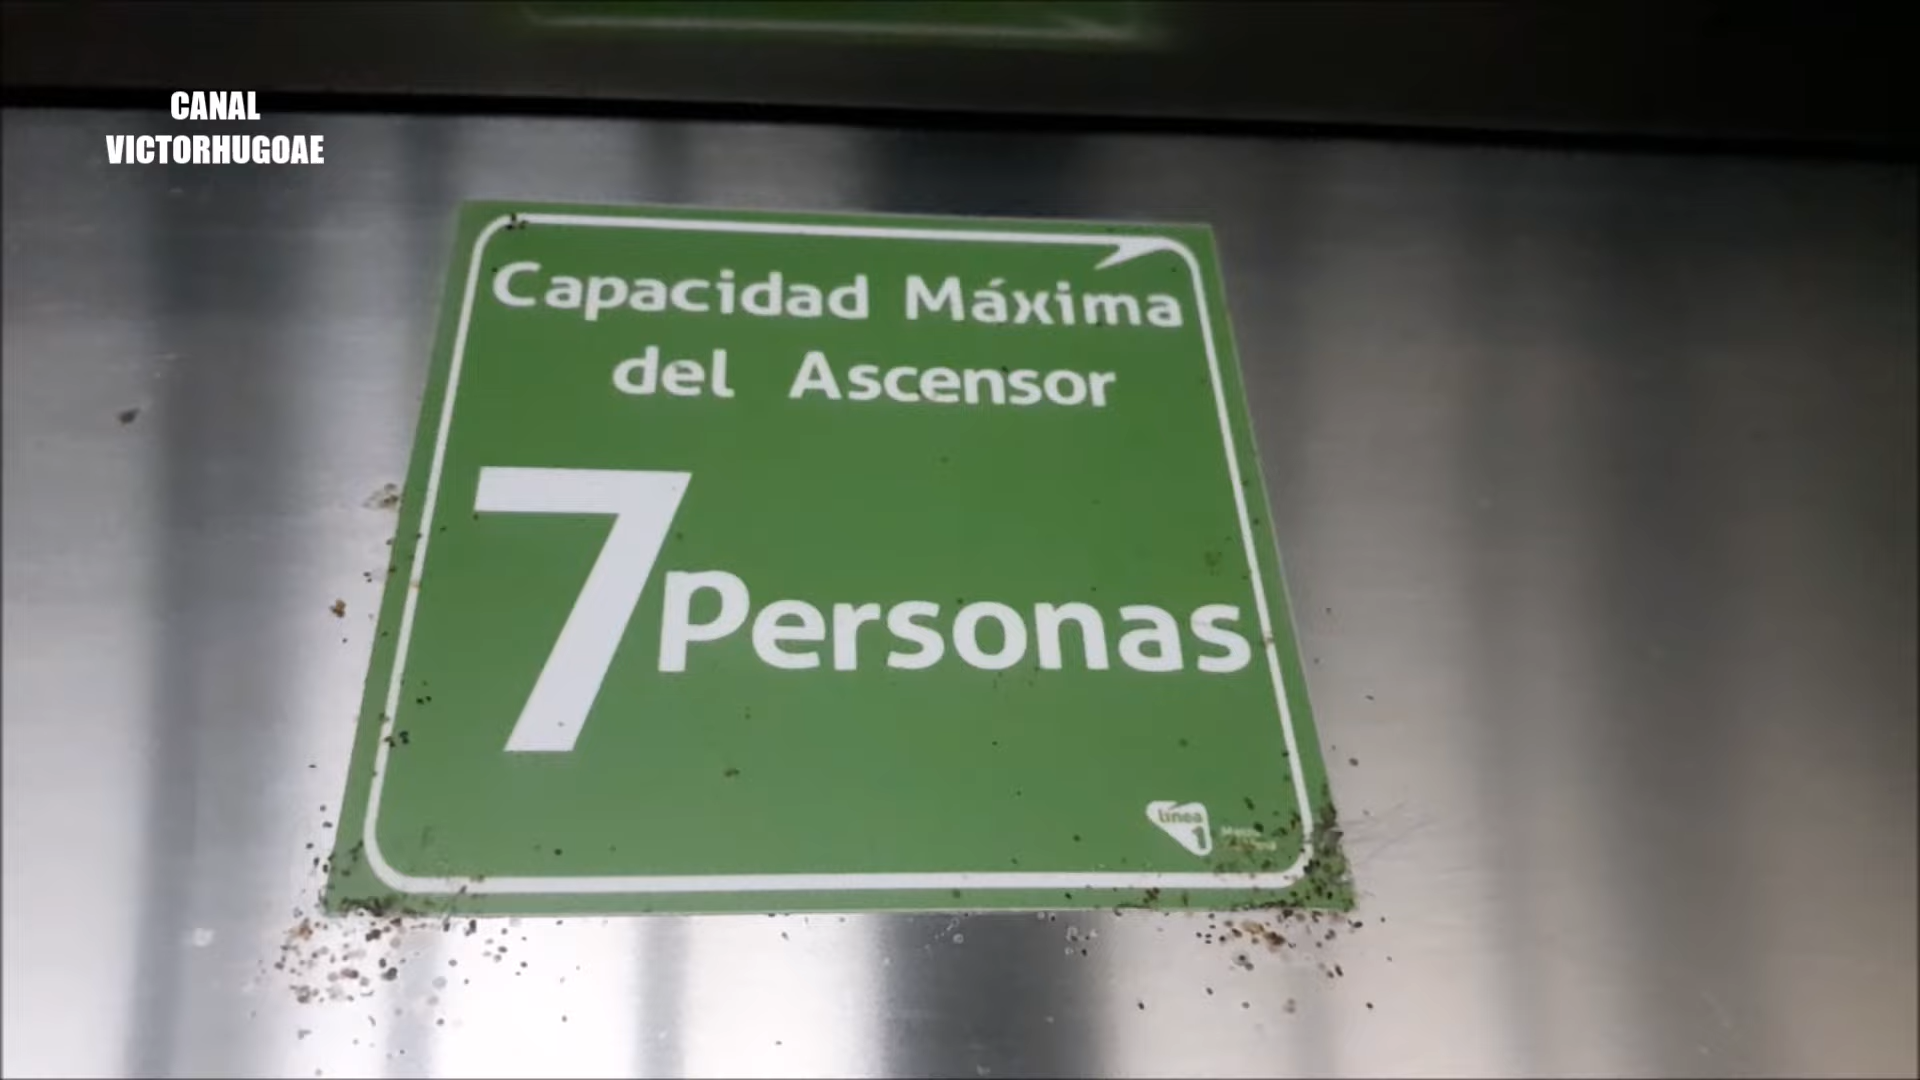 CANAL
VICTORHUGOAE
Capacidad Máxima
del Ascensor
7 Personas
línea
1